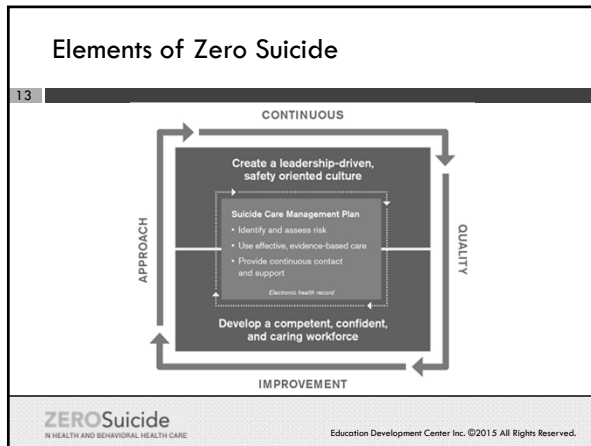 Elements of Zero Suicide
13
CONTINUOUS
Create a leadership-driven,
safety oriented culture
Suicide Care Management Plan
• Identify and assess risk
• Use effective, evidence-based care
• Provide continuous contact
and support
Electronic health record
Develop a competent, confident,
and caring workforce
APPROACH
QUALITY
IMPROVEMENT
ZEROSuicide
N HEALTH AND BEHAVIORAL HEALTH CARE
Education Development Center Inc. ©2015 All Rights Reserved.